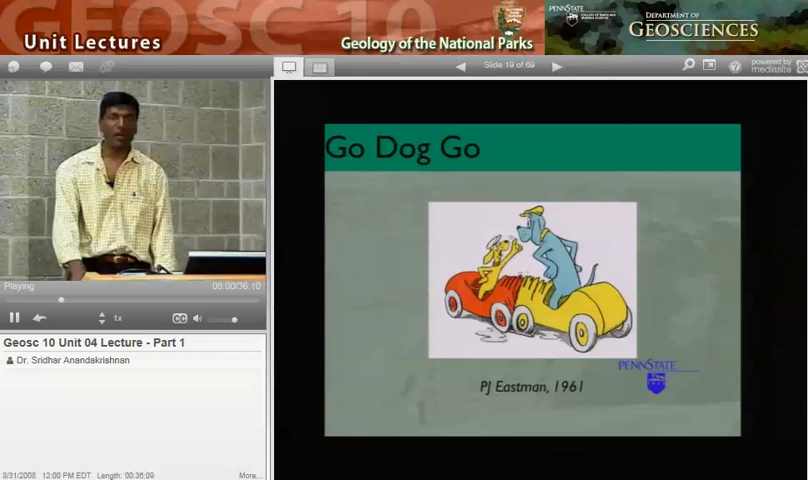 GEOSC 10
Unit Lectures
Geology of the National Parks
PENNSTATE
DEPARTMENT OF
GEOSCIENCES
Slide 19 of 69
powered by
mediasite
Go Dog Go
PJ Eastman, 1961
PENNSTATE
Playing
08:00/36:10
1x
CC
Geosc 10 Unit 04 Lecture - Part 1
Dr. Sridhar Anandakrishnan
8/31/2008 12:00 PM EDT Length: 00:36:09
More...